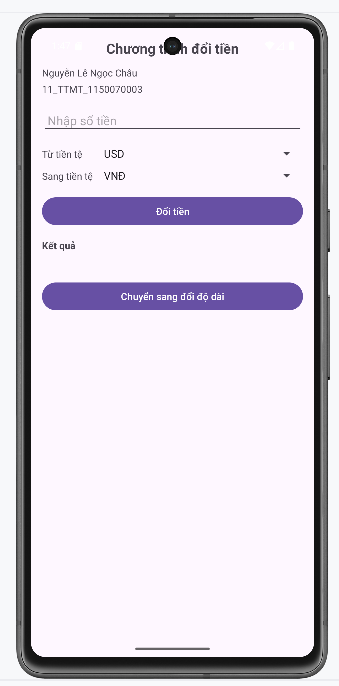 Chương trình đổi tiền
Nguyễn Lê Ngọc Châu
11_TTMT_1150070003
Nhập số tiền
Từ tiền tệ USD
Sang tiền tệ VNĐ
Đổi tiền
Kết quả
Chuyển sang đổi độ dài